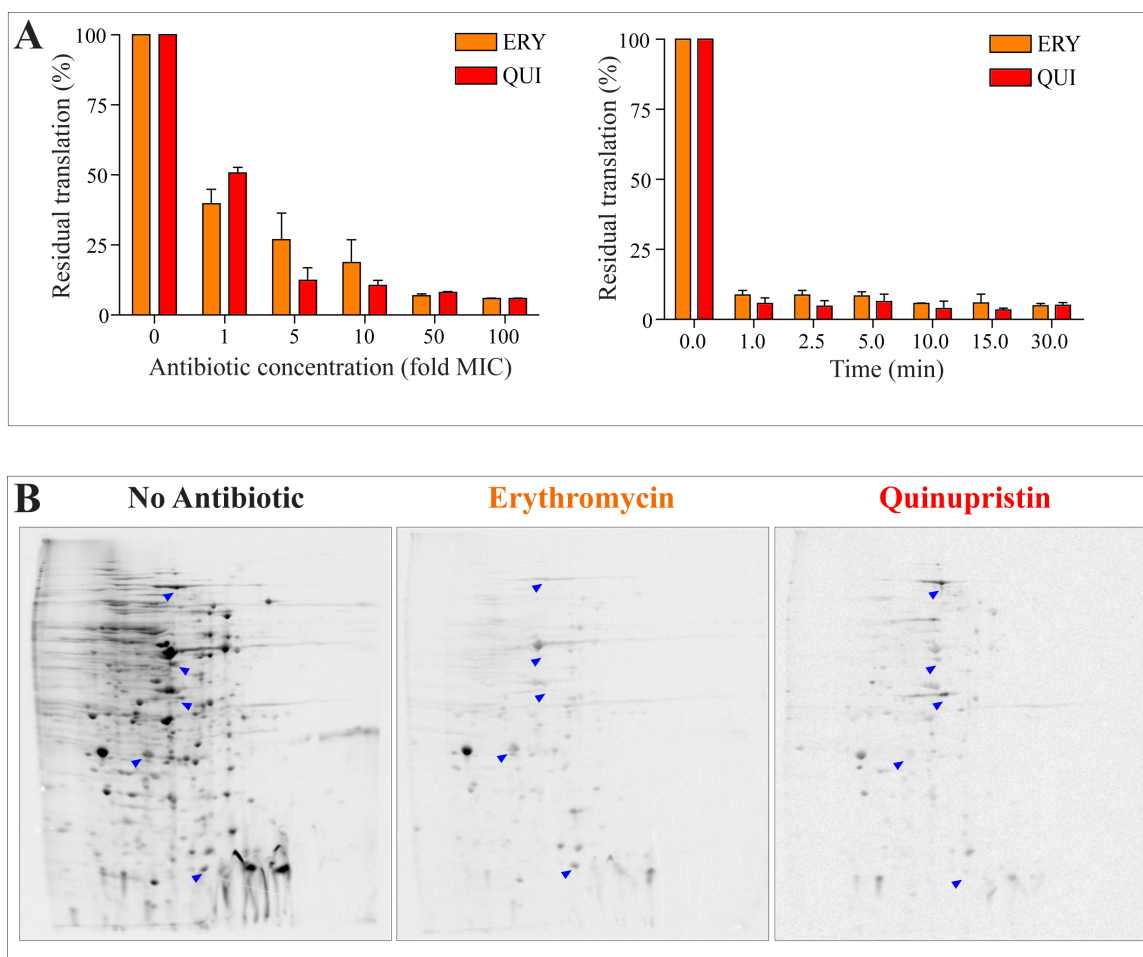 A
100
75
50
25
0
Residual translation (%)
ERY
QUI
0 1 5 10 50 100
Antibiotic concentration (fold MIC)
100
75
50
25
0
Residual translation (%)
ERY
QUI
0.0 1.0 2.5 5.0 10.0 15.0 30.0
Time (min)
B
No Antibiotic
Erythromycin
Quinupristin